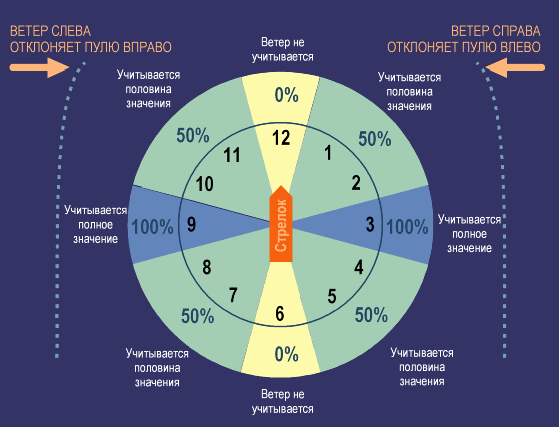 ВЕТЕР СЛЕВА
ОТКЛОНЯЕТ ПУЛЮ ВПРАВО
ВЕТЕР СПРАВА
ОТКЛОНЯЕТ ПУЛЮ ВЛЕВО
Ветер не
учитывается
Учитывается
половина
значения
Учитывается
половина
значения
0%
50%
50%
12
11
1
10
2
Учитывается
полное
значение
100%
9
Стрелок
3
100%
Учитывается
полное
значение
8
4
7
5
6
50%
50%
0%
Учитывается
половина
значения
Учитывается
половина
значения
Ветер не
учитывается